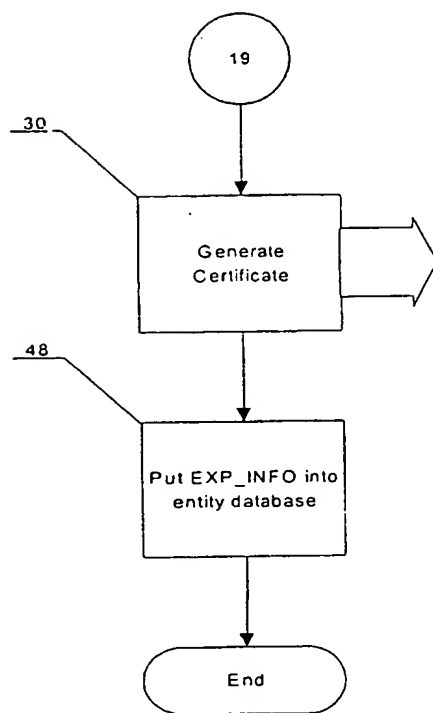 19
30
Generate
Certificate
48
Put EXP_INFO into
entity database
End